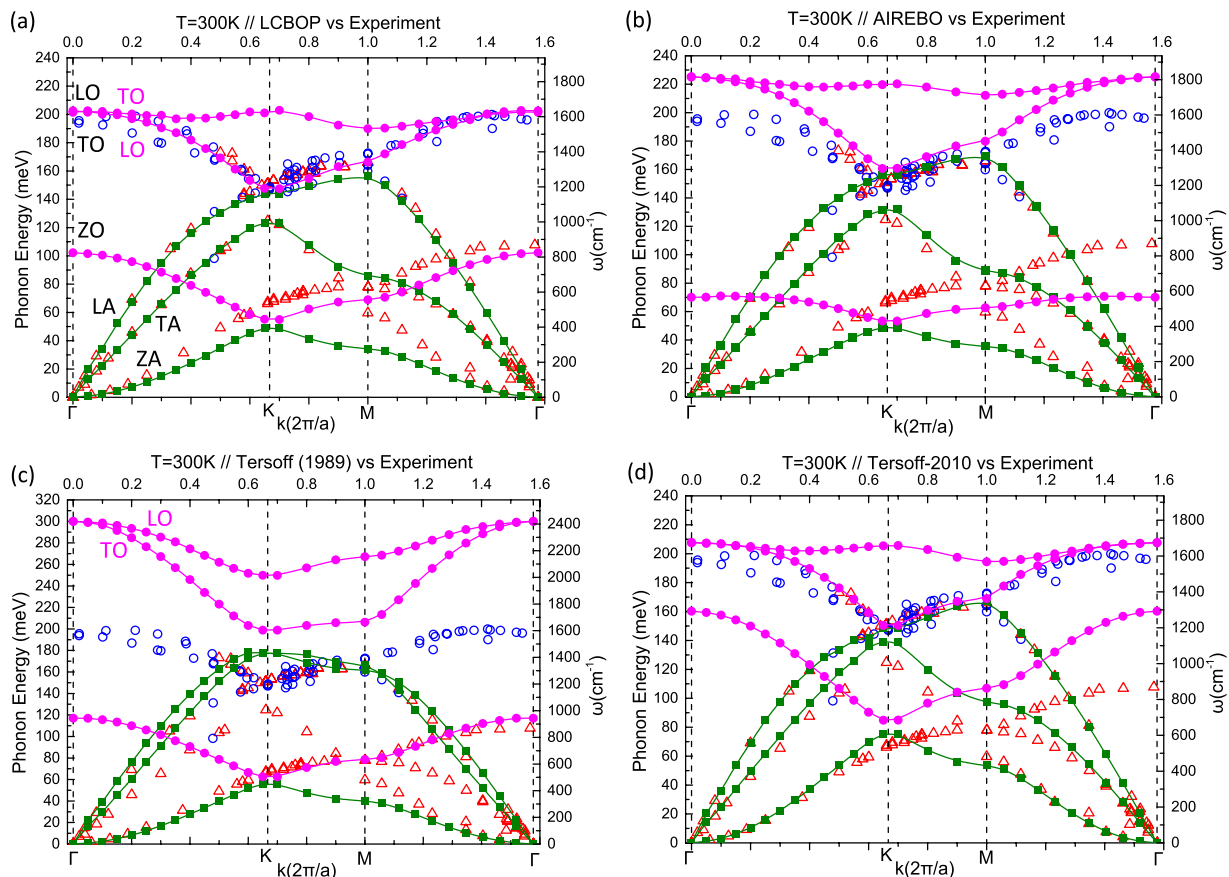 (a)
T=300K // LCBOP vs Experiment
0.0 0.2 0.4 0.6 0.8 1.0 1.2 1.4 1.6
240
220
200
180
160
140
120
100
80
60
40
20
0
Phonon Energy (meV)
LO
TO
TO
LO
ZO
LA
TA
ZA
1800
1600
1400
1200
1000
800
600
400
200
0
ω(cm⁻¹)
Γ K M Γ
k(2π/a)
(b)
T=300K // AIREBO vs Experiment
0.0 0.2 0.4 0.6 0.8 1.0 1.2 1.4 1.6
240
220
200
180
160
140
120
100
80
60
40
20
0
Phonon Energy (meV)
1800
1600
1400
1200
1000
800
600
400
200
0
ω(cm⁻¹)
Γ K M Γ
k(2π/a)
(c)
T=300K // Tersoff (1989) vs Experiment
0.0 0.2 0.4 0.6 0.8 1.0 1.2 1.4 1.6
320
300
280
260
240
220
200
180
160
140
120
100
80
60
40
20
0
Phonon Energy (meV)
LO
TO
2400
2200
2000
1800
1600
1400
1200
1000
800
600
400
200
0
ω(cm⁻¹)
Γ K M Γ
k(2π/a)
(d)
T=300K // Tersoff-2010 vs Experiment
0.0 0.2 0.4 0.6 0.8 1.0 1.2 1.4 1.6
240
220
200
180
160
140
120
100
80
60
40
20
0
Phonon Energy (meV)
1800
1600
1400
1200
1000
800
600
400
200
0
ω(cm⁻¹)
Γ K M Γ
k(2π/a)